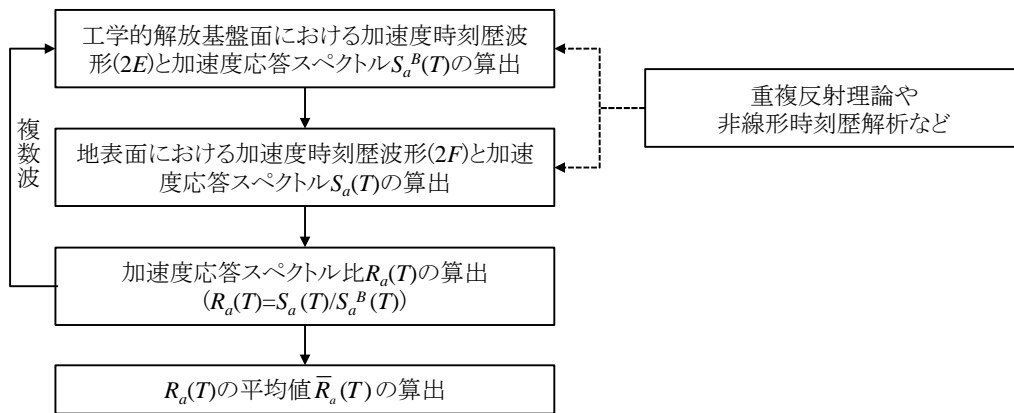 工学的解放基盤面における加速度時刻歴波
形(2E)と加速度応答スペクトルSₐᴮ(T)の算出
重複反射理論や
非線形時刻歴解析など
複数波
地表面における加速度時刻歴波形(2F)と加速
度応答スペクトルSₐ(T)の算出
加速度応答スペクトル比Rₐ(T)の算出
(Rₐ(T)=Sₐ(T)/Sₐᴮ(T))
Rₐ(T)の平均値R̅ₐ(T)の算出